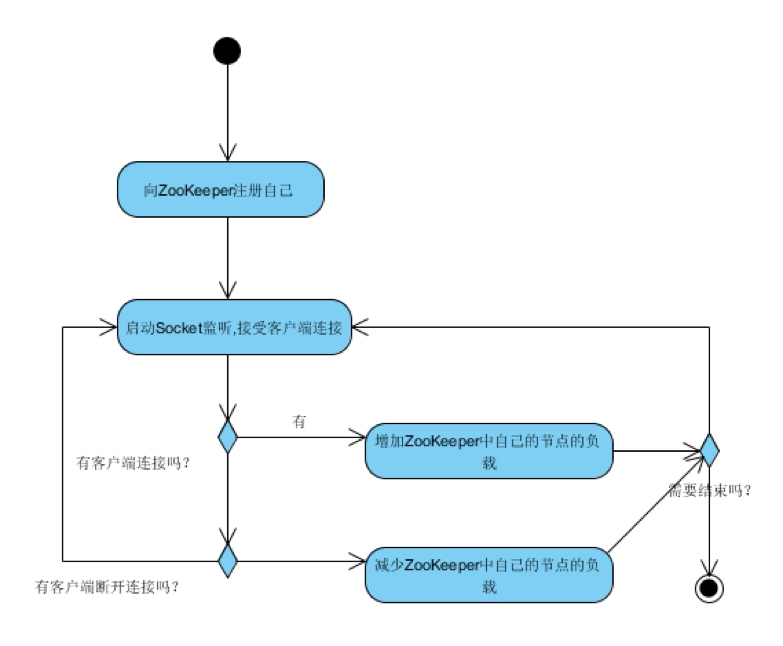 向ZooKeeper注册自己
启动Socket监听,接受客户端连接
有
有客户端连接吗?
增加ZooKeeper中自己的节点的负
载
需要结束吗?
有客户端断开连接吗?
减少ZooKeeper中自己的节点的负
载